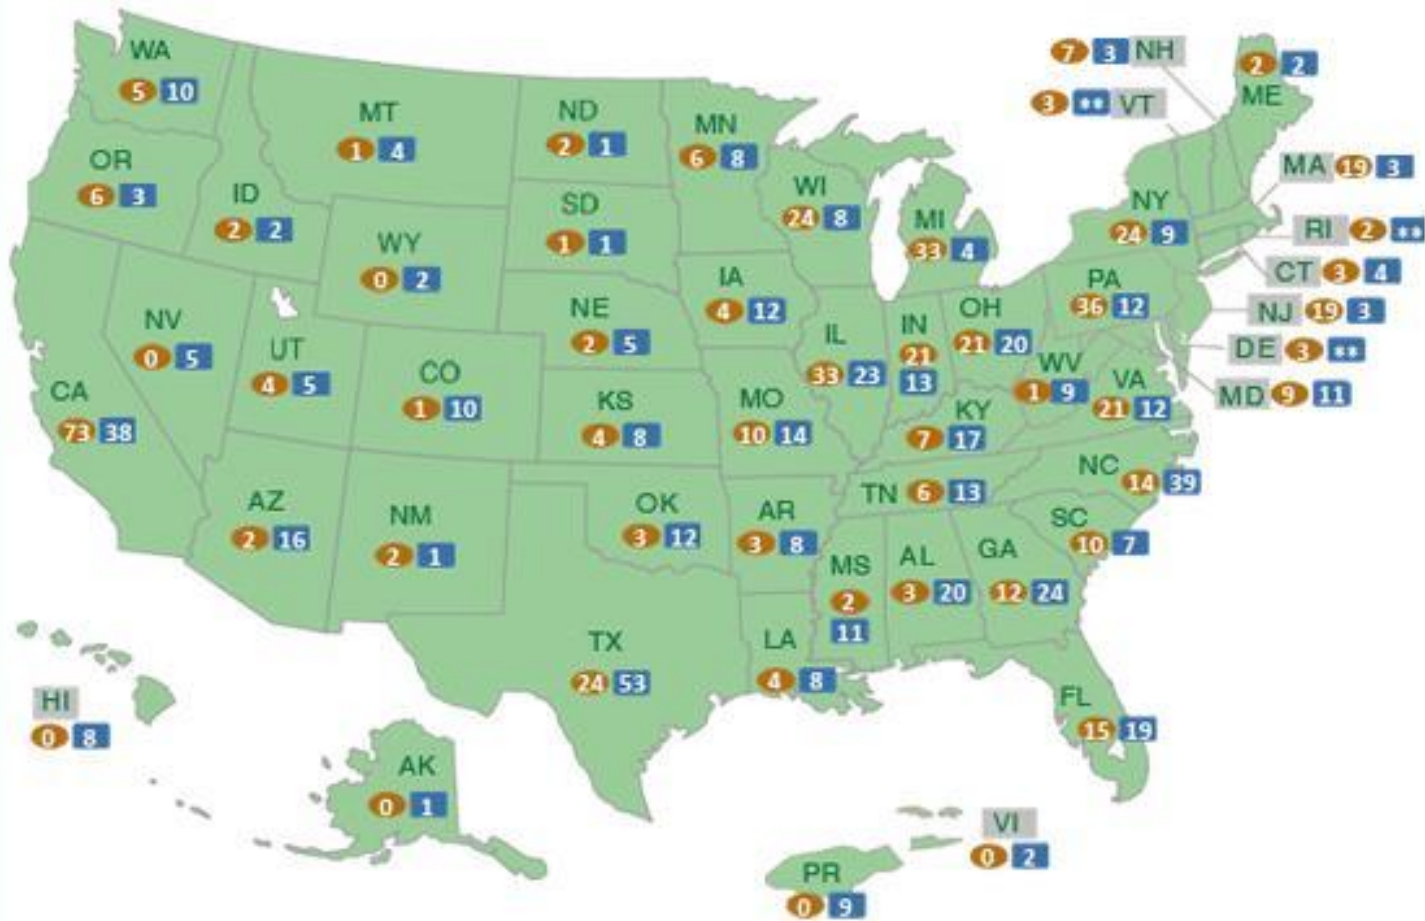 WA
5 10
MT
1 4
ND
2 1
MN
6 8
7 3 NH
2 2
ME
3 ** VT
OR
6 3
ID
2 2
WY
0 2
SD
1 1
WI
24 8
MI
33 4
NY
24 9
MA 19 3
RI 2 **
CT 3 4
NJ 19 3
DE 3 **
MD 9 11
NV
0 5
UT
4 5
CO
1 10
NE
2 5
IA
4 12
IL
33 23
IN
21
13
OH
21 20
PA
36 12
WV
1 9
VA
21 12
CA
73 38
KS
4 8
MO
10 14
KY
7 17
NC
14 39
TN 6 13
AZ
2 16
NM
2 1
OK
3 12
AR
3 8
SC
10 7
MS
2
11
AL
3 20
GA
12 24
TX
24 53
LA
4 8
FL
15 19
HI
0 8
AK
0 1
VI
0 2
PR
0 9